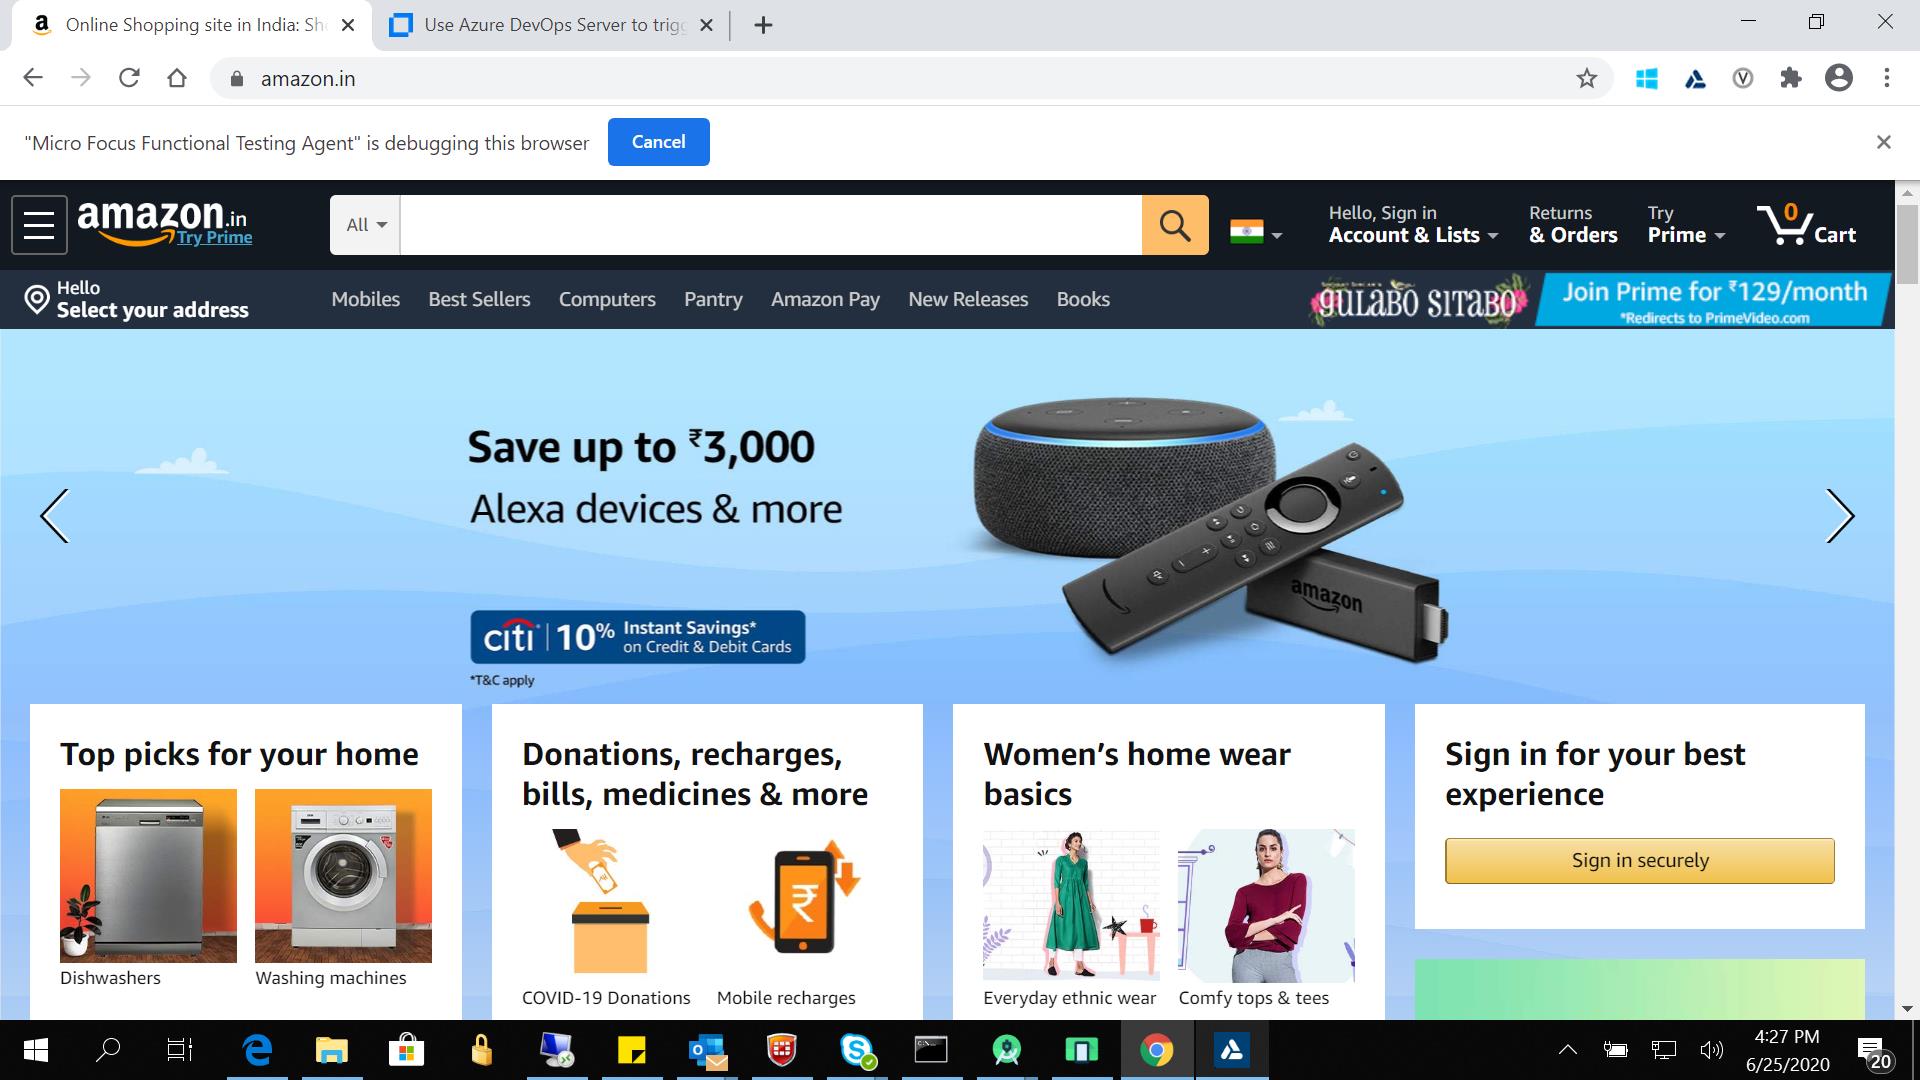 Online Shopping site in India: Sh
Use Azure DevOps Server to trigg
amazon.in
"Micro Focus Functional Testing Agent" is debugging this browser
Cancel
amazon.in
Try Prime
All
Hello, Sign in
Account & Lists
Returns
& Orders
Try
Prime
0
Cart
Hello
Select your address
Mobiles
Best Sellers
Computers
Pantry
Amazon Pay
New Releases
Books
GULABO SITABO
Join Prime for ₹129/month
*Redirects to PrimeVideo.com
Save up to ₹3,000
Alexa devices & more
amazon
citi 10% Instant Savings*
on Credit & Debit Cards
*T&C apply
Top picks for your home
Dishwashers
Washing machines
Donations, recharges,
bills, medicines & more
COVID-19 Donations
Mobile recharges
Women’s home wear
basics
Everyday ethnic wear
Comfy tops & tees
Sign in for your best
experience
Sign in securely
4:27 PM
6/25/2020
20